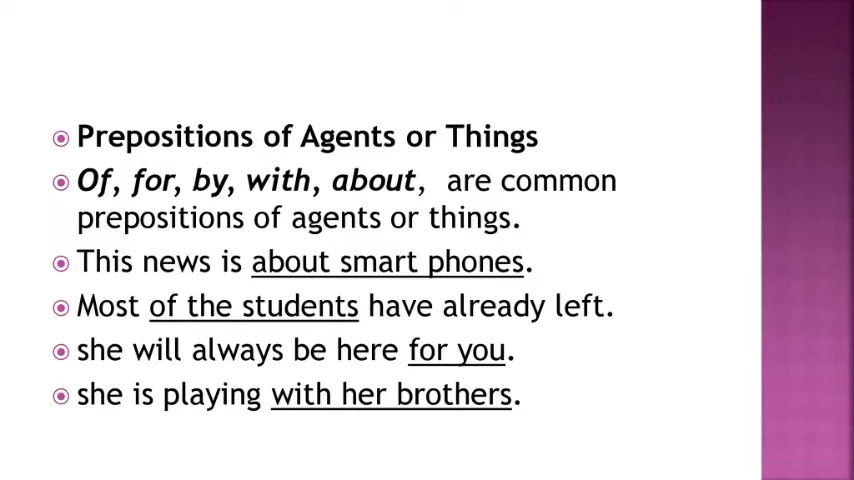 Prepositions of Agents or Things
Of, for, by, with, about, are common
prepositions of agents or things.
This news is about smart phones.
Most of the students have already left.
she will always be here for you.
she is playing with her brothers.